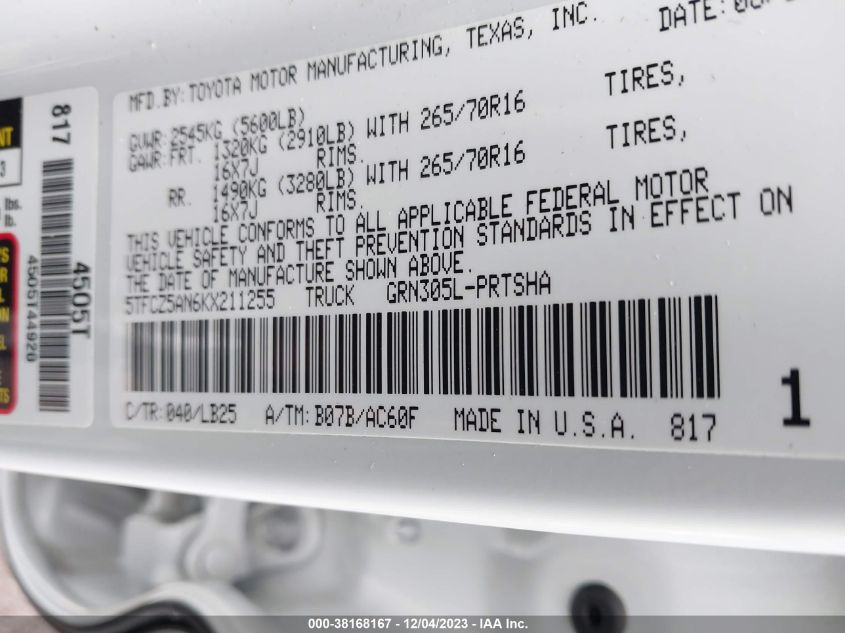 MFD.BY:TOYOTA MOTOR MANUFACTURING, TEXAS, INC. DATE:
GVWR:2545KG (5600LB)
GAWR:FRT. 1320KG (2910LB) WITH 265/70R16 TIRES,
16X7J RIMS.
RR. 1490KG (3280LB) WITH 265/70R16 TIRES,
16X7J RIMS.
THIS VEHICLE CONFORMS TO ALL APPLICABLE FEDERAL MOTOR
VEHICLE SAFETY AND THEFT PREVENTION STANDARDS IN EFFECT ON
THE DATE OF MANUFACTURE SHOWN ABOVE.
5TFCZ5AN6KX211255 TRUCK GRN305L-PRTSHA
C/TR:040/LB25 A/TM:B07B/AC60F MADE IN U.S.A. 817
1
817
4505T
4505T44920
lbs.
lb.
000-38168167 - 12/04/2023 - IAA Inc.